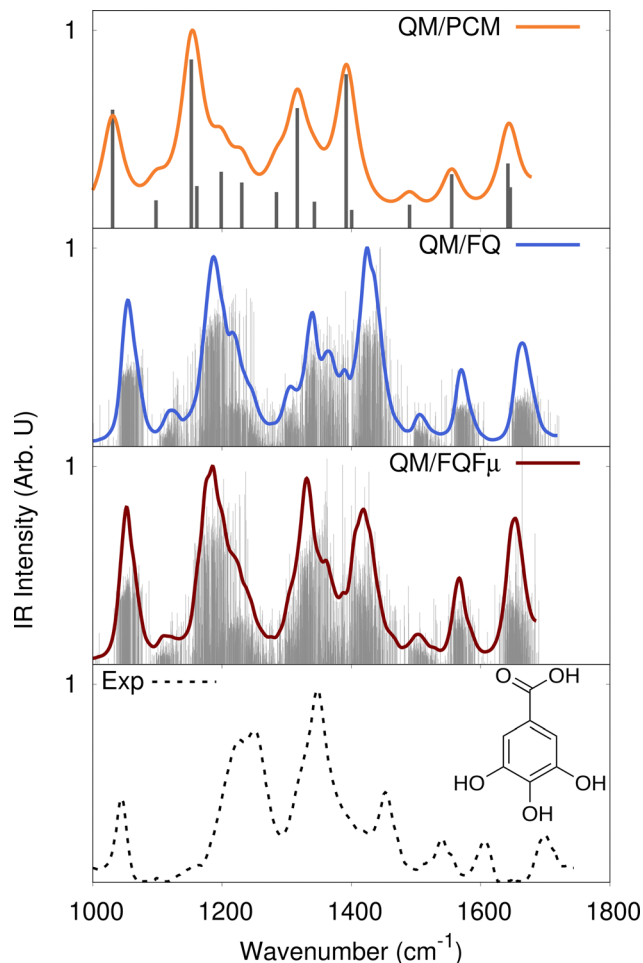 1
QM/PCM
1
QM/FQ
1
QM/FQFμ
1
Exp
O
OH
HO
OH
OH
IR Intensity (Arb. U)
1000 1200 1400 1600 1800
Wavenumber (cm⁻¹)